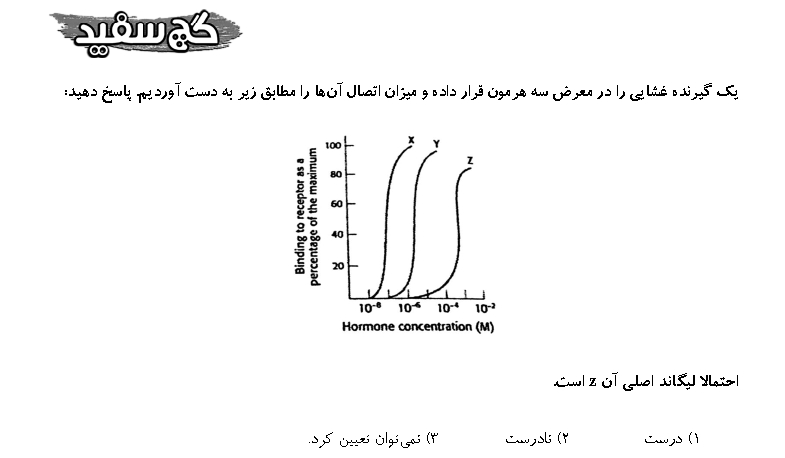 گچ سفید
یک گیرنده غشایی را در معرض سه هرمون قرار داده و میزان اتصال آن‌ها را مطابق زیر به دست آوردیم. پاسخ دهید:
X Y Z
Binding to receptor as a
percentage of the maximum
100
80
60
40
20
10⁻⁸ 10⁻⁶ 10⁻⁴ 10⁻²
Hormone concentration (M)
احتمالا لیگاند اصلی آن z است.
۱) درست ۲) نادرست ۳) نمی‌توان تعیین کرد.